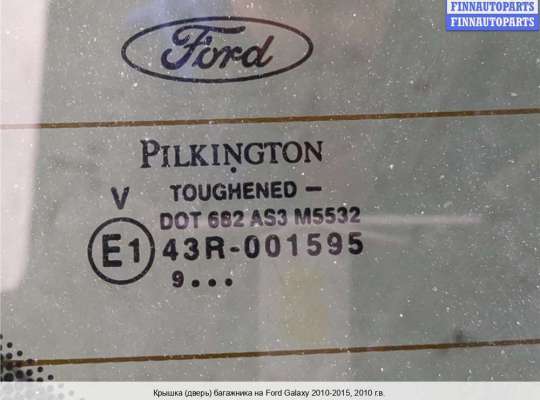 FINNAUTOPARTS
FINNAUTOPARTS
Ford
PILKINGTON
V TOUGHENED –
DOT 682 AS3 M5532
E1 43R-001595
9...
Крышка (дверь) багажника на Ford Galaxy 2010-2015, 2010 г.в.